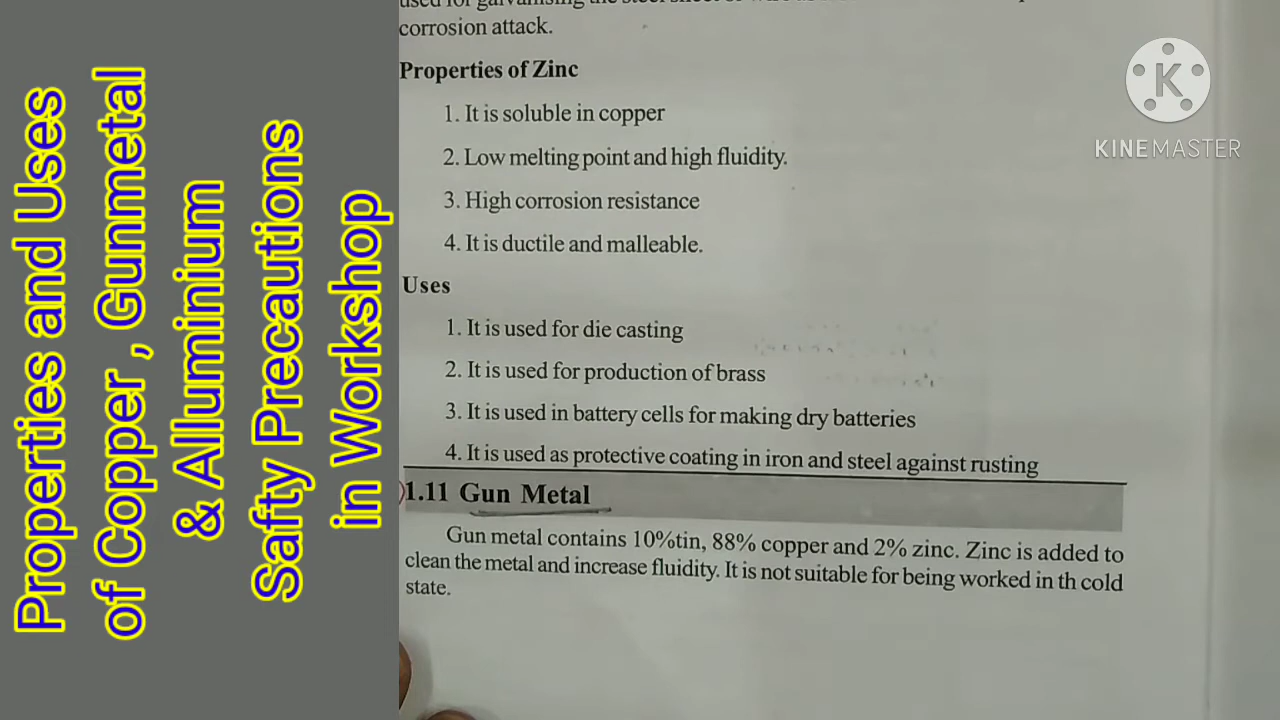 Properties and Uses
of Copper , Gunmetal
& Alluminium
Safty Precautions
in Workshop
corrosion attack.
Properties of Zinc
1. It is soluble in copper
2. Low melting point and high fluidity.
3. High corrosion resistance
4. It is ductile and malleable.
Uses
1. It is used for die casting
2. It is used for production of brass
3. It is used in battery cells for making dry batteries
4. It is used as protective coating in iron and steel against rusting
1.11 Gun Metal
Gun metal contains 10%tin, 88% copper and 2% zinc. Zinc is added to
clean the metal and increase fluidity. It is not suitable for being worked in th cold
state.
K
KINEMASTER